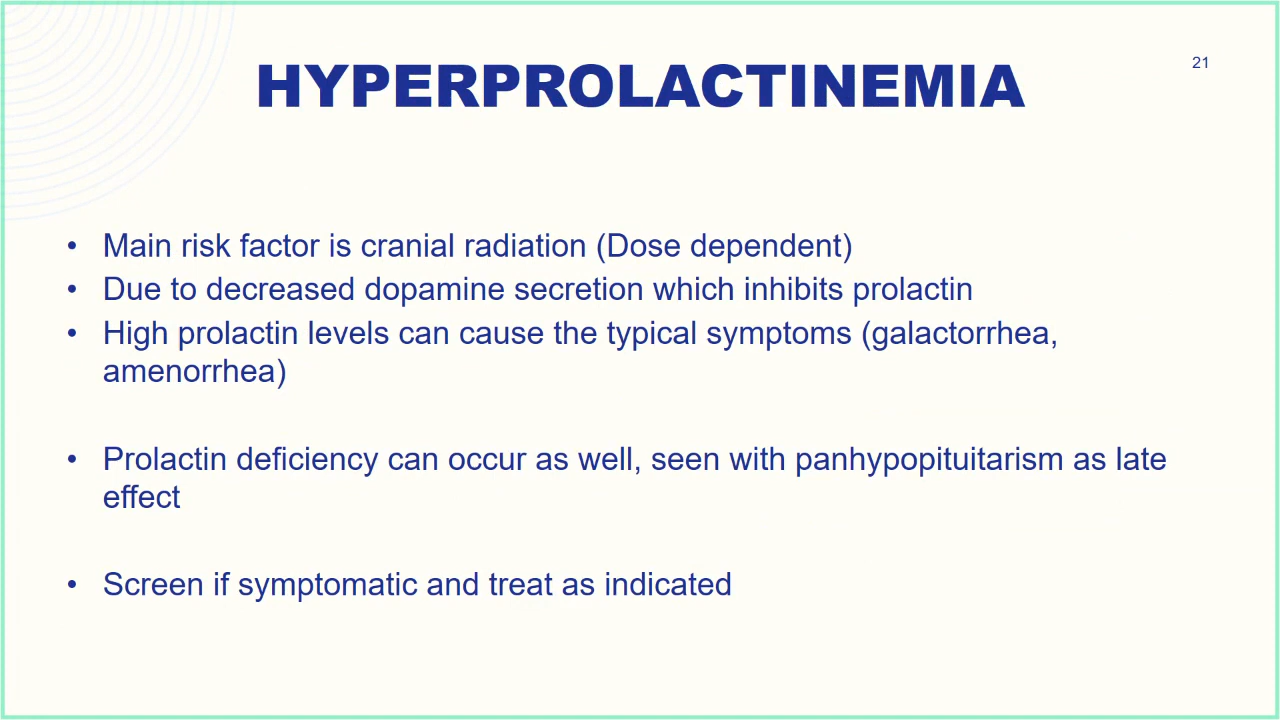 HYPERPROLACTINEMIA
21
• Main risk factor is cranial radiation (Dose dependent)
• Due to decreased dopamine secretion which inhibits prolactin
• High prolactin levels can cause the typical symptoms (galactorrhea,
amenorrhea)
• Prolactin deficiency can occur as well, seen with panhypopituitarism as late
effect
• Screen if symptomatic and treat as indicated